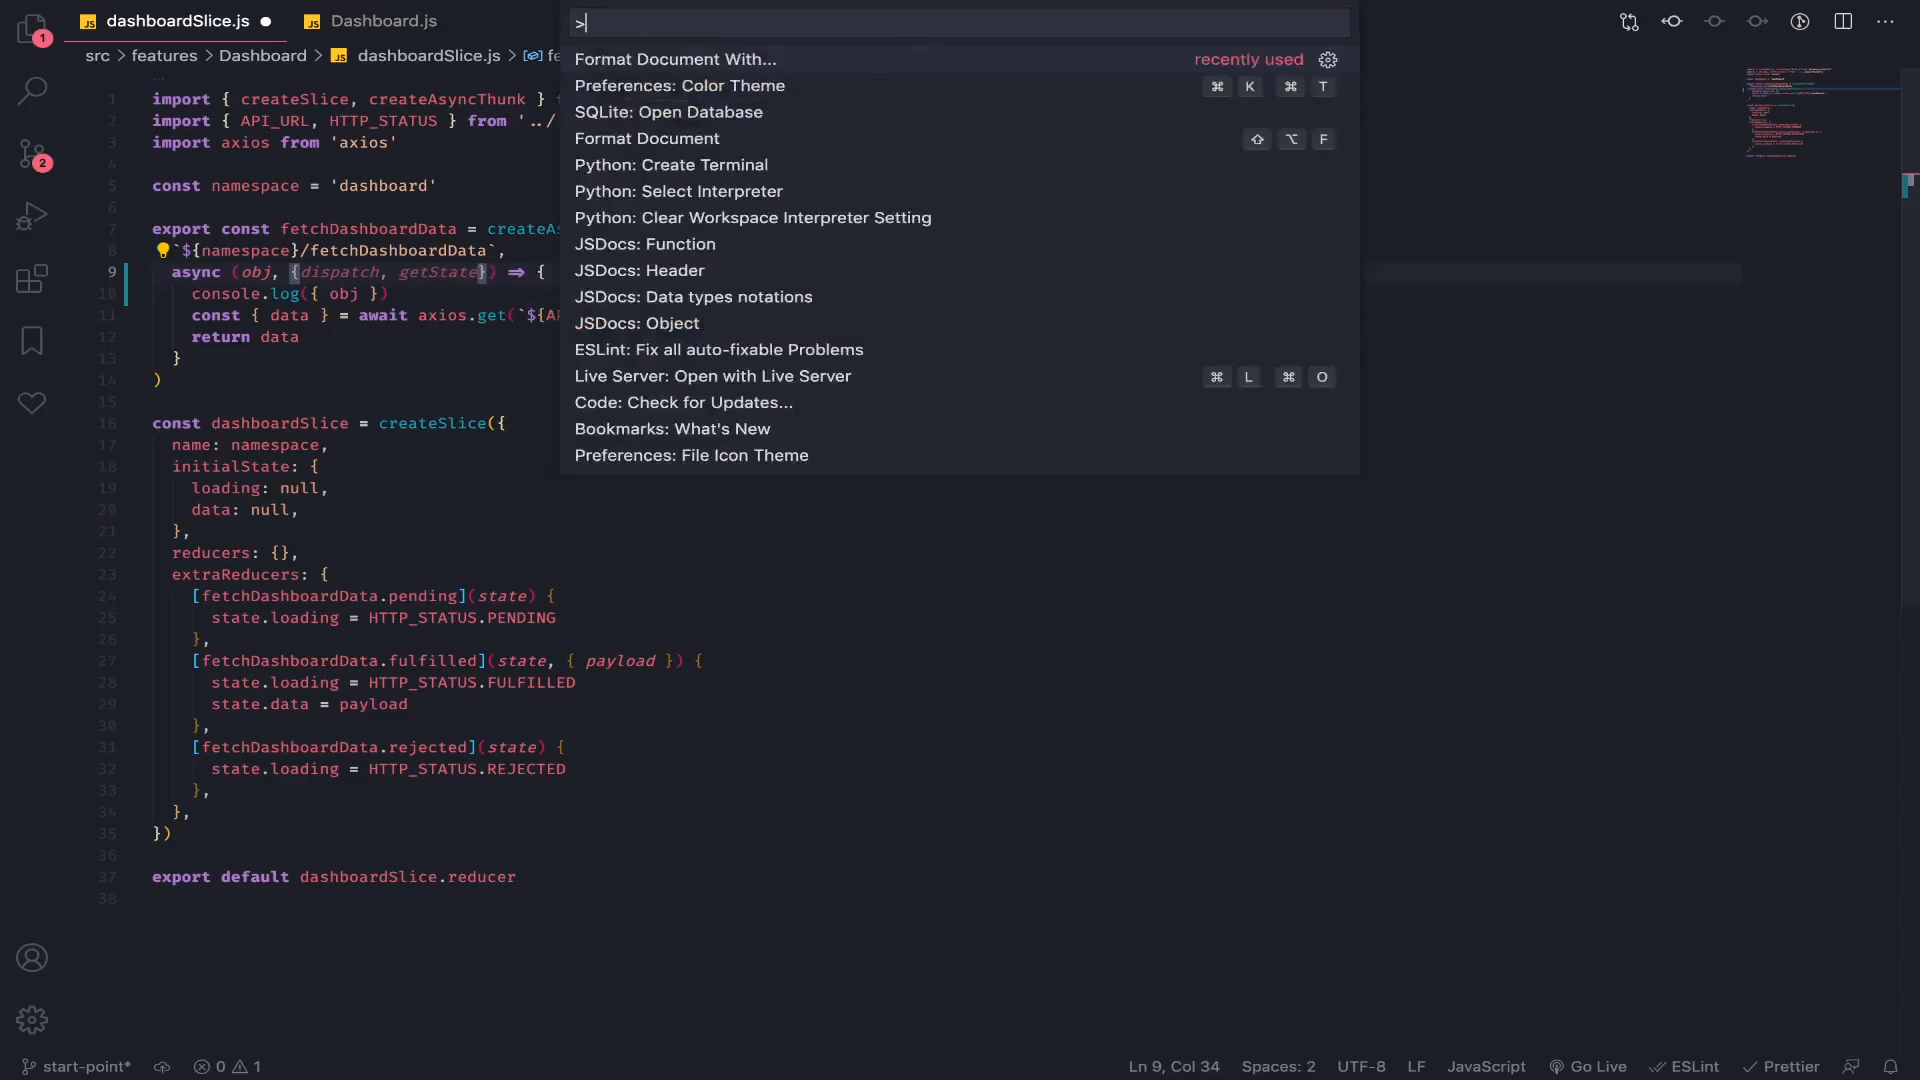 dashboardSlice.js
Dashboard.js
>
1
src > features > Dashboard > dashboardSlice.js >
Format Document With...
recently used
Preferences: Color Theme
⌘ K ⌘ T
SQLite: Open Database
Format Document
⇧ ⌥ F
Python: Create Terminal
Python: Select Interpreter
Python: Clear Workspace Interpreter Setting
JSDocs: Function
JSDocs: Header
JSDocs: Data types notations
JSDocs: Object
ESLint: Fix all auto-fixable Problems
Live Server: Open with Live Server
⌘ L ⌘ O
Code: Check for Updates...
Bookmarks: What's New
Preferences: File Icon Theme
2
1 import { createSlice, createAsyncThunk }
2 import { API_URL, HTTP_STATUS } from '../
3 import axios from 'axios'
4
5 const namespace = 'dashboard'
6
7 export const fetchDashboardData = createAs
8 `${namespace}/fetchDashboardData`,
9 async (obj, {dispatch, getState}) => {
10 console.log({ obj })
11 const { data } = await axios.get(`${AP
12 return data
13 }
14 )
15
16 const dashboardSlice = createSlice({
17 name: namespace,
18 initialState: {
19 loading: null,
20 data: null,
21 },
22 reducers: {},
23 extraReducers: {
24 [fetchDashboardData.pending](state) {
25 state.loading = HTTP_STATUS.PENDING
26 },
27 [fetchDashboardData.fulfilled](state, { payload }) {
28 state.loading = HTTP_STATUS.FULFILLED
29 state.data = payload
30 },
31 [fetchDashboardData.rejected](state) {
32 state.loading = HTTP_STATUS.REJECTED
33 },
34 },
35 })
36
37 export default dashboardSlice.reducer
38
start-point* 0 1
Ln 9, Col 34 Spaces: 2 UTF-8 LF JavaScript Go Live ESLint Prettier